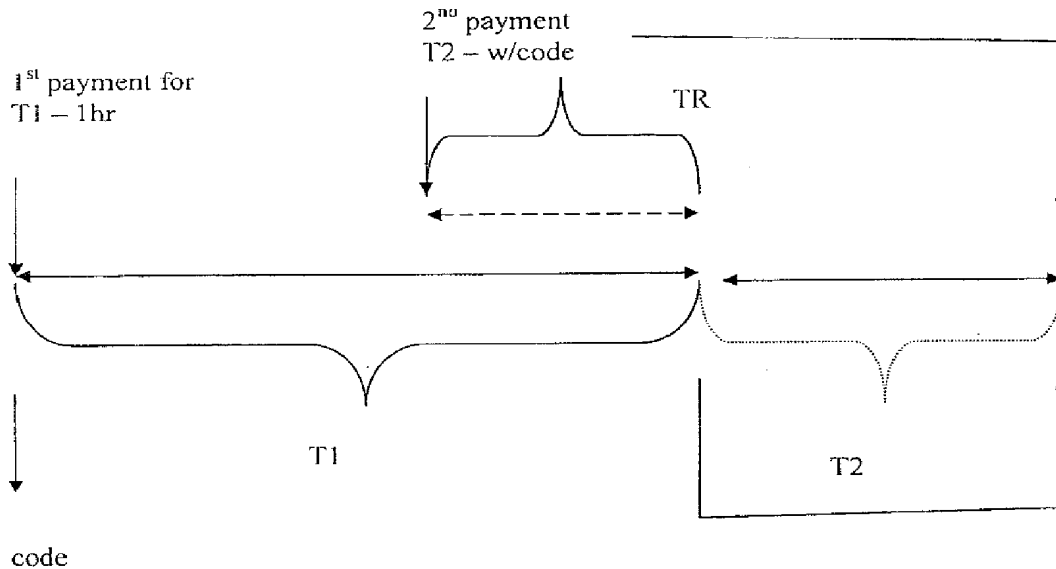 2nd payment
T2 – w/code
1st payment for
T1 – 1hr
TR
T1
T2
code